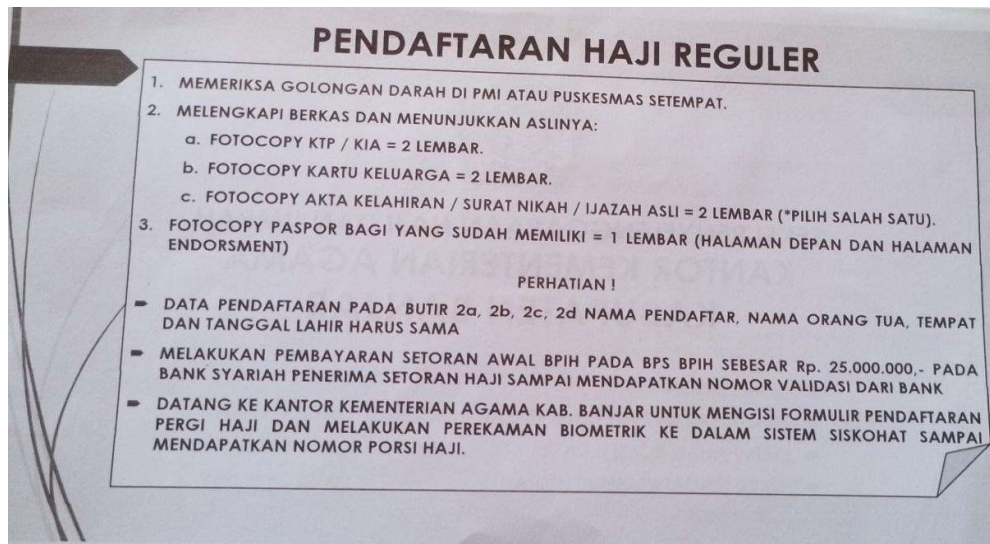 PENDAFTARAN HAJI REGULER
1. MEMERIKSA GOLONGAN DARAH DI PMI ATAU PUSKESMAS SETEMPAT.
2. MELENGKAPI BERKAS DAN MENUNJUKKAN ASLINYA:
a. FOTOCOPY KTP / KIA = 2 LEMBAR.
b. FOTOCOPY KARTU KELUARGA = 2 LEMBAR.
c. FOTOCOPY AKTA KELAHIRAN / SURAT NIKAH / IJAZAH ASLI = 2 LEMBAR (*PILIH SALAH SATU).
3. FOTOCOPY PASPOR BAGI YANG SUDAH MEMILIKI = 1 LEMBAR (HALAMAN DEPAN DAN HALAMAN
ENDORSMENT)
PERHATIAN !
DATA PENDAFTARAN PADA BUTIR 2a, 2b, 2c, 2d NAMA PENDAFTAR, NAMA ORANG TUA, TEMPAT
DAN TANGGAL LAHIR HARUS SAMA
MELAKUKAN PEMBAYARAN SETORAN AWAL BPIH PADA BPS BPIH SEBESAR Rp. 25.000.000,- PADA
BANK SYARIAH PENERIMA SETORAN HAJI SAMPAI MENDAPATKAN NOMOR VALIDASI DARI BANK
DATANG KE KANTOR KEMENTERIAN AGAMA KAB. BANJAR UNTUK MENGISI FORMULIR PENDAFTARAN
PERGI HAJI DAN MELAKUKAN PEREKAMAN BIOMETRIK KE DALAM SISTEM SISKOHAT SAMPAI
MENDAPATKAN NOMOR PORSI HAJI.